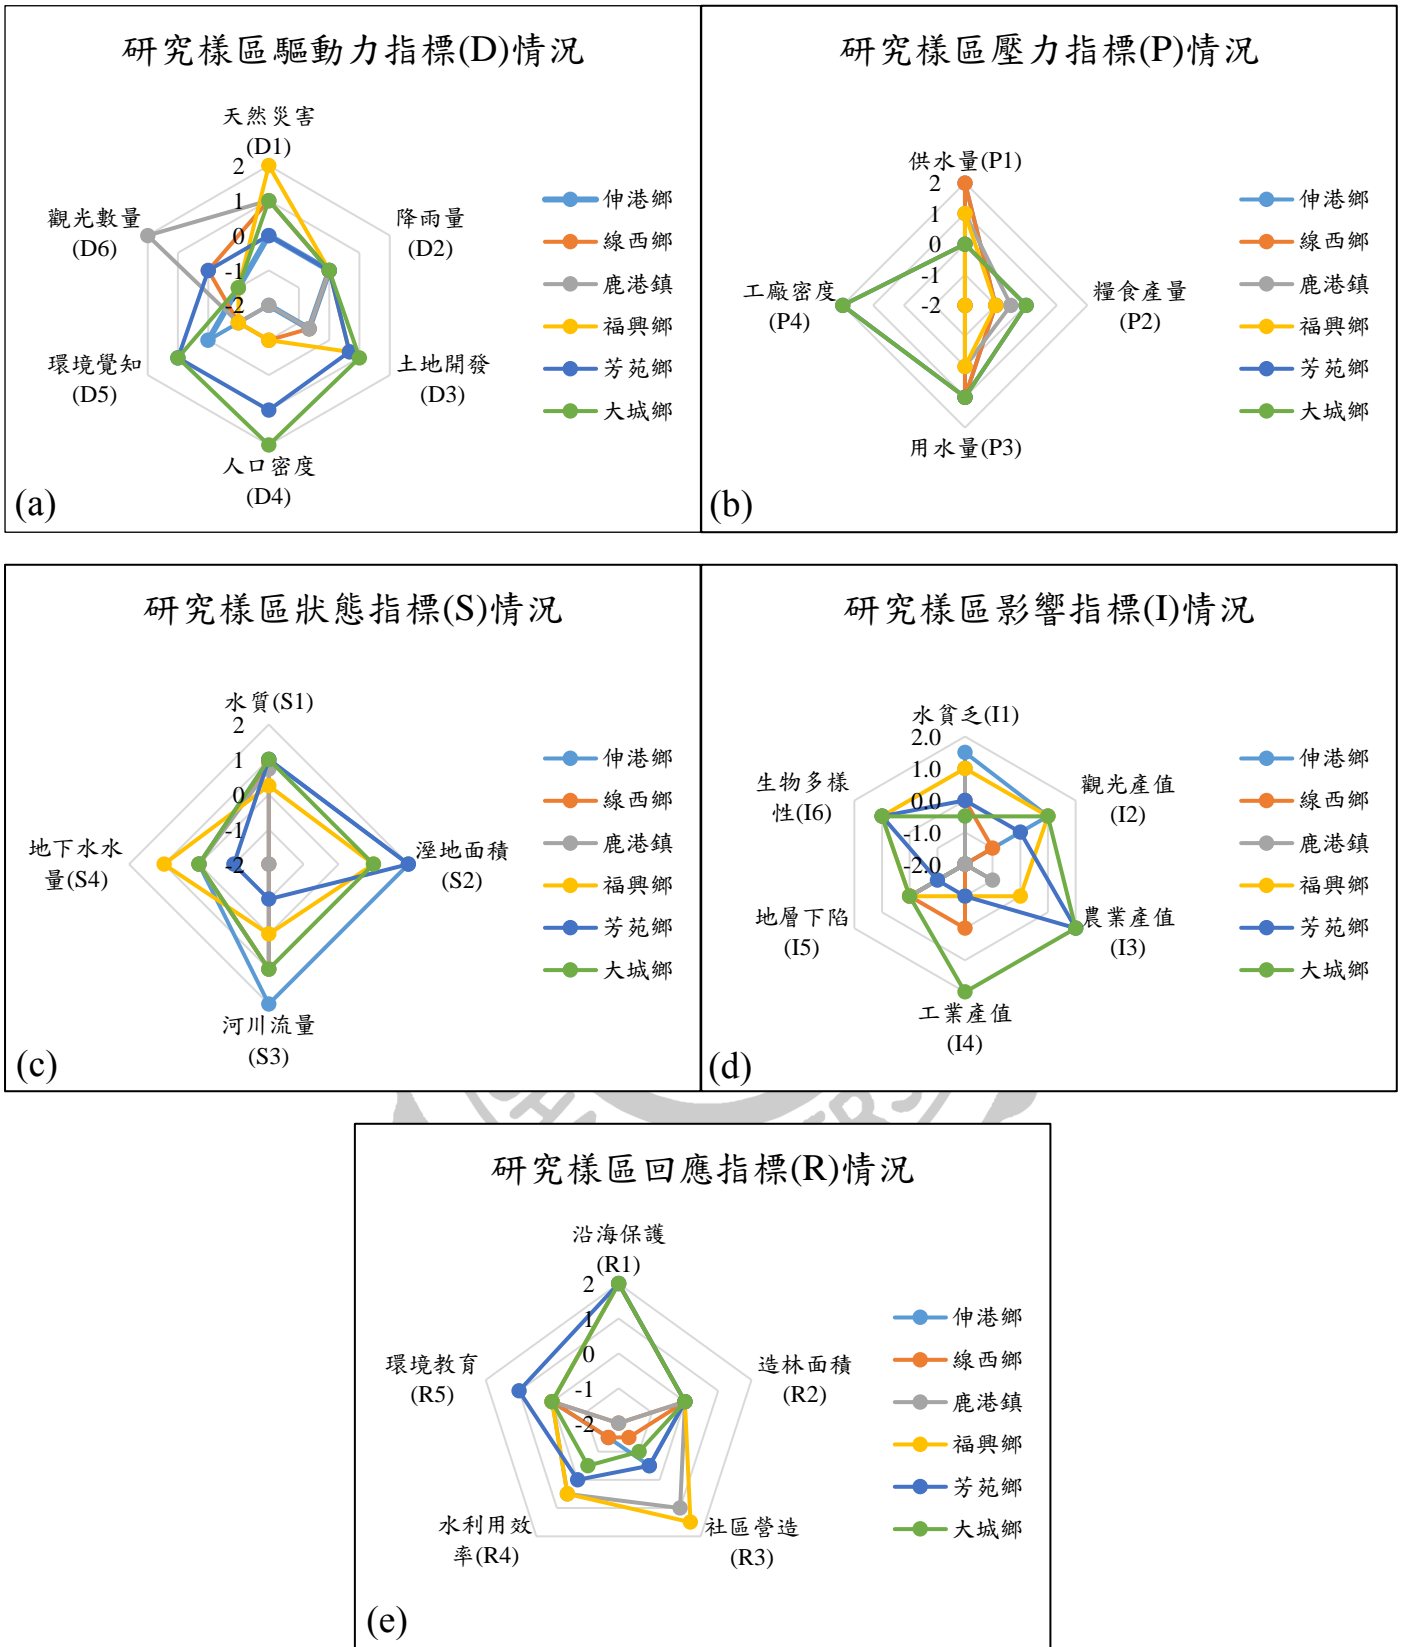 研究樣區驅動力指標(D)情況
天然災害
(D1)
降雨量
(D2)
土地開發
(D3)
人口密度
(D4)
環境覺知
(D5)
觀光數量
(D6)
2
1
0
-1
-2
伸港鄉
線西鄉
鹿港鎮
福興鄉
芳苑鄉
大城鄉
(a)
研究樣區壓力指標(P)情況
供水量(P1)
糧食產量
(P2)
用水量(P3)
工廠密度
(P4)
2
1
0
-1
-2
伸港鄉
線西鄉
鹿港鎮
福興鄉
芳苑鄉
大城鄉
(b)
研究樣區狀態指標(S)情況
水質(S1)
溼地面積
(S2)
河川流量
(S3)
地下水水
量(S4)
2
1
0
-1
-2
伸港鄉
線西鄉
鹿港鎮
福興鄉
芳苑鄉
大城鄉
(c)
研究樣區影響指標(I)情況
水貧乏(I1)
觀光產值
(I2)
農業產值
(I3)
工業產值
(I4)
地層下陷
(I5)
生物多樣
性(I6)
2.0
1.0
0.0
-1.0
-2.0
伸港鄉
線西鄉
鹿港鎮
福興鄉
芳苑鄉
大城鄉
(d)
研究樣區回應指標(R)情況
沿海保護
(R1)
造林面積
(R2)
社區營造
(R3)
水利用效
率(R4)
環境教育
(R5)
2
1
0
-1
-2
伸港鄉
線西鄉
鹿港鎮
福興鄉
芳苑鄉
大城鄉
(e)